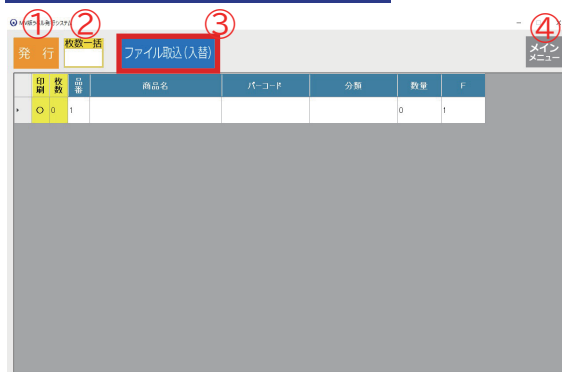 ① ② ③ ④
発 行
枚数一括
ファイル取込(入替)
メイン
メニュー
印刷 枚数 品番 商品名 バーコード 分類 数量 F
○ 0 1 0 1